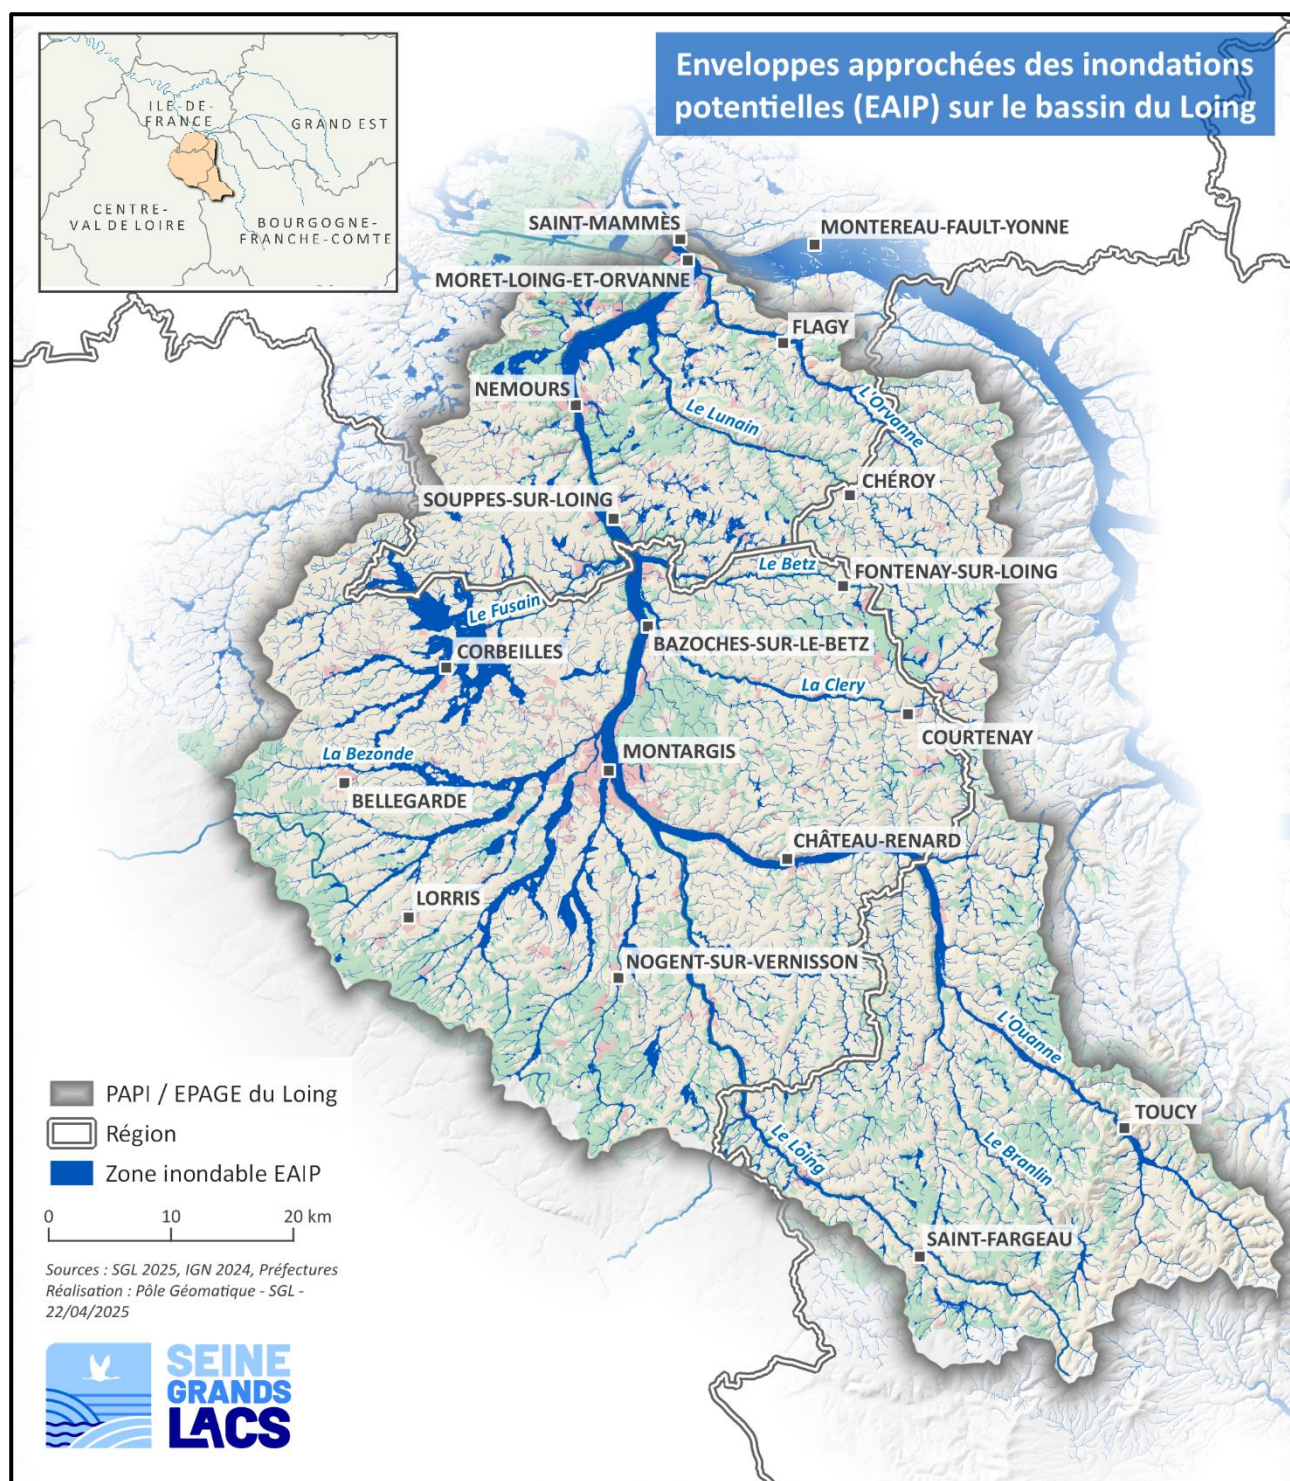 Enveloppes approchées des inondations
potentielles (EAIP) sur le bassin du Loing
ILE-DE-
FRANCE
GRAND EST
CENTRE-
VAL DE LOIRE
BOURGOGNE-
FRANCHE-COMTE
SAINT-MAMMÈS
MONTEREAU-FAULT-YONNE
MORET-LOING-ET-ORVANNE
FLAGY
NEMOURS
L'Orvanne
Le Lunain
CHÉROY
SOUPPES-SUR-LOING
Le Betz
FONTENAY-SUR-LOING
Le Fusain
BAZOCHES-SUR-LE-BETZ
CORBEILLES
La Clery
COURTENAY
MONTARGIS
La Bezonde
BELLEGARDE
CHÂTEAU-RENARD
LORRIS
NOGENT-SUR-VERNISSON
L'Ouanne
TOUCY
Le Loing
Le Branlin
SAINT-FARGEAU
PAPI / EPAGE du Loing
Région
Zone inondable EAIP
0 10 20 km
Sources : SGL 2025, IGN 2024, Préfectures
Réalisation : Pôle Géomatique - SGL -
22/04/2025
SEINE
GRANDS
LACS